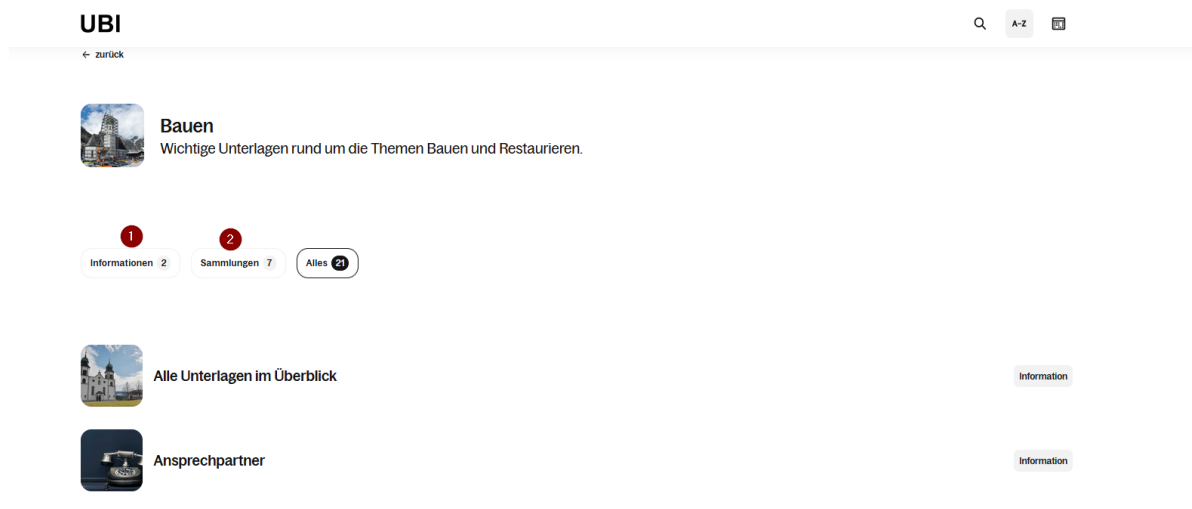 UBI
A-Z
← zurück
Bauen
Wichtige Unterlagen rund um die Themen Bauen und Restaurieren.
1
2
Informationen 2
Sammlungen 7
Alles 21
Alle Unterlagen im Überblick
Information
Ansprechpartner
Information